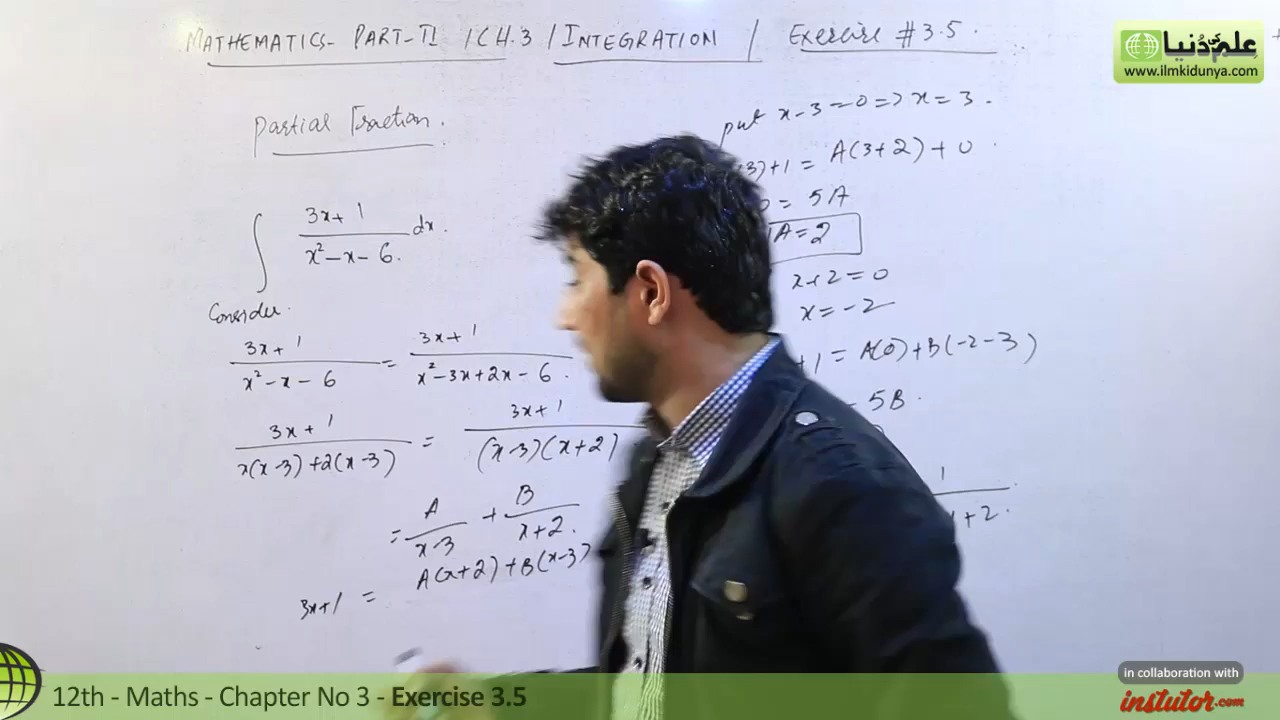 MATHEMATICS- PART-II / CH.3 / INTEGRATION / Exercise #3.5.
علم کی دنیا
www.ilmkidunya.com
Partial Fraction.
∫ (3x+1)/(x²-x-6) dx.
Consider.
(3x+1)/(x²-x-6) = (3x+1)/(x²-3x+2x-6)
(3x+1)/(x(x-3)+2(x-3)) = (3x+1)/((x-3)(x+2))
= A/(x-3) + B/(x+2).
3x+1 = A(x+2)+B(x-3)
put x-3=0 => x=3.
3)+1 = A(3+2)+0.
0 = 5A
A=2
x+2=0
x=-2
+1 = A(0)+B(-2-3)
- 5B.
1
+2.
12th - Maths - Chapter No 3 - Exercise 3.5
in collaboration with
instutor.com